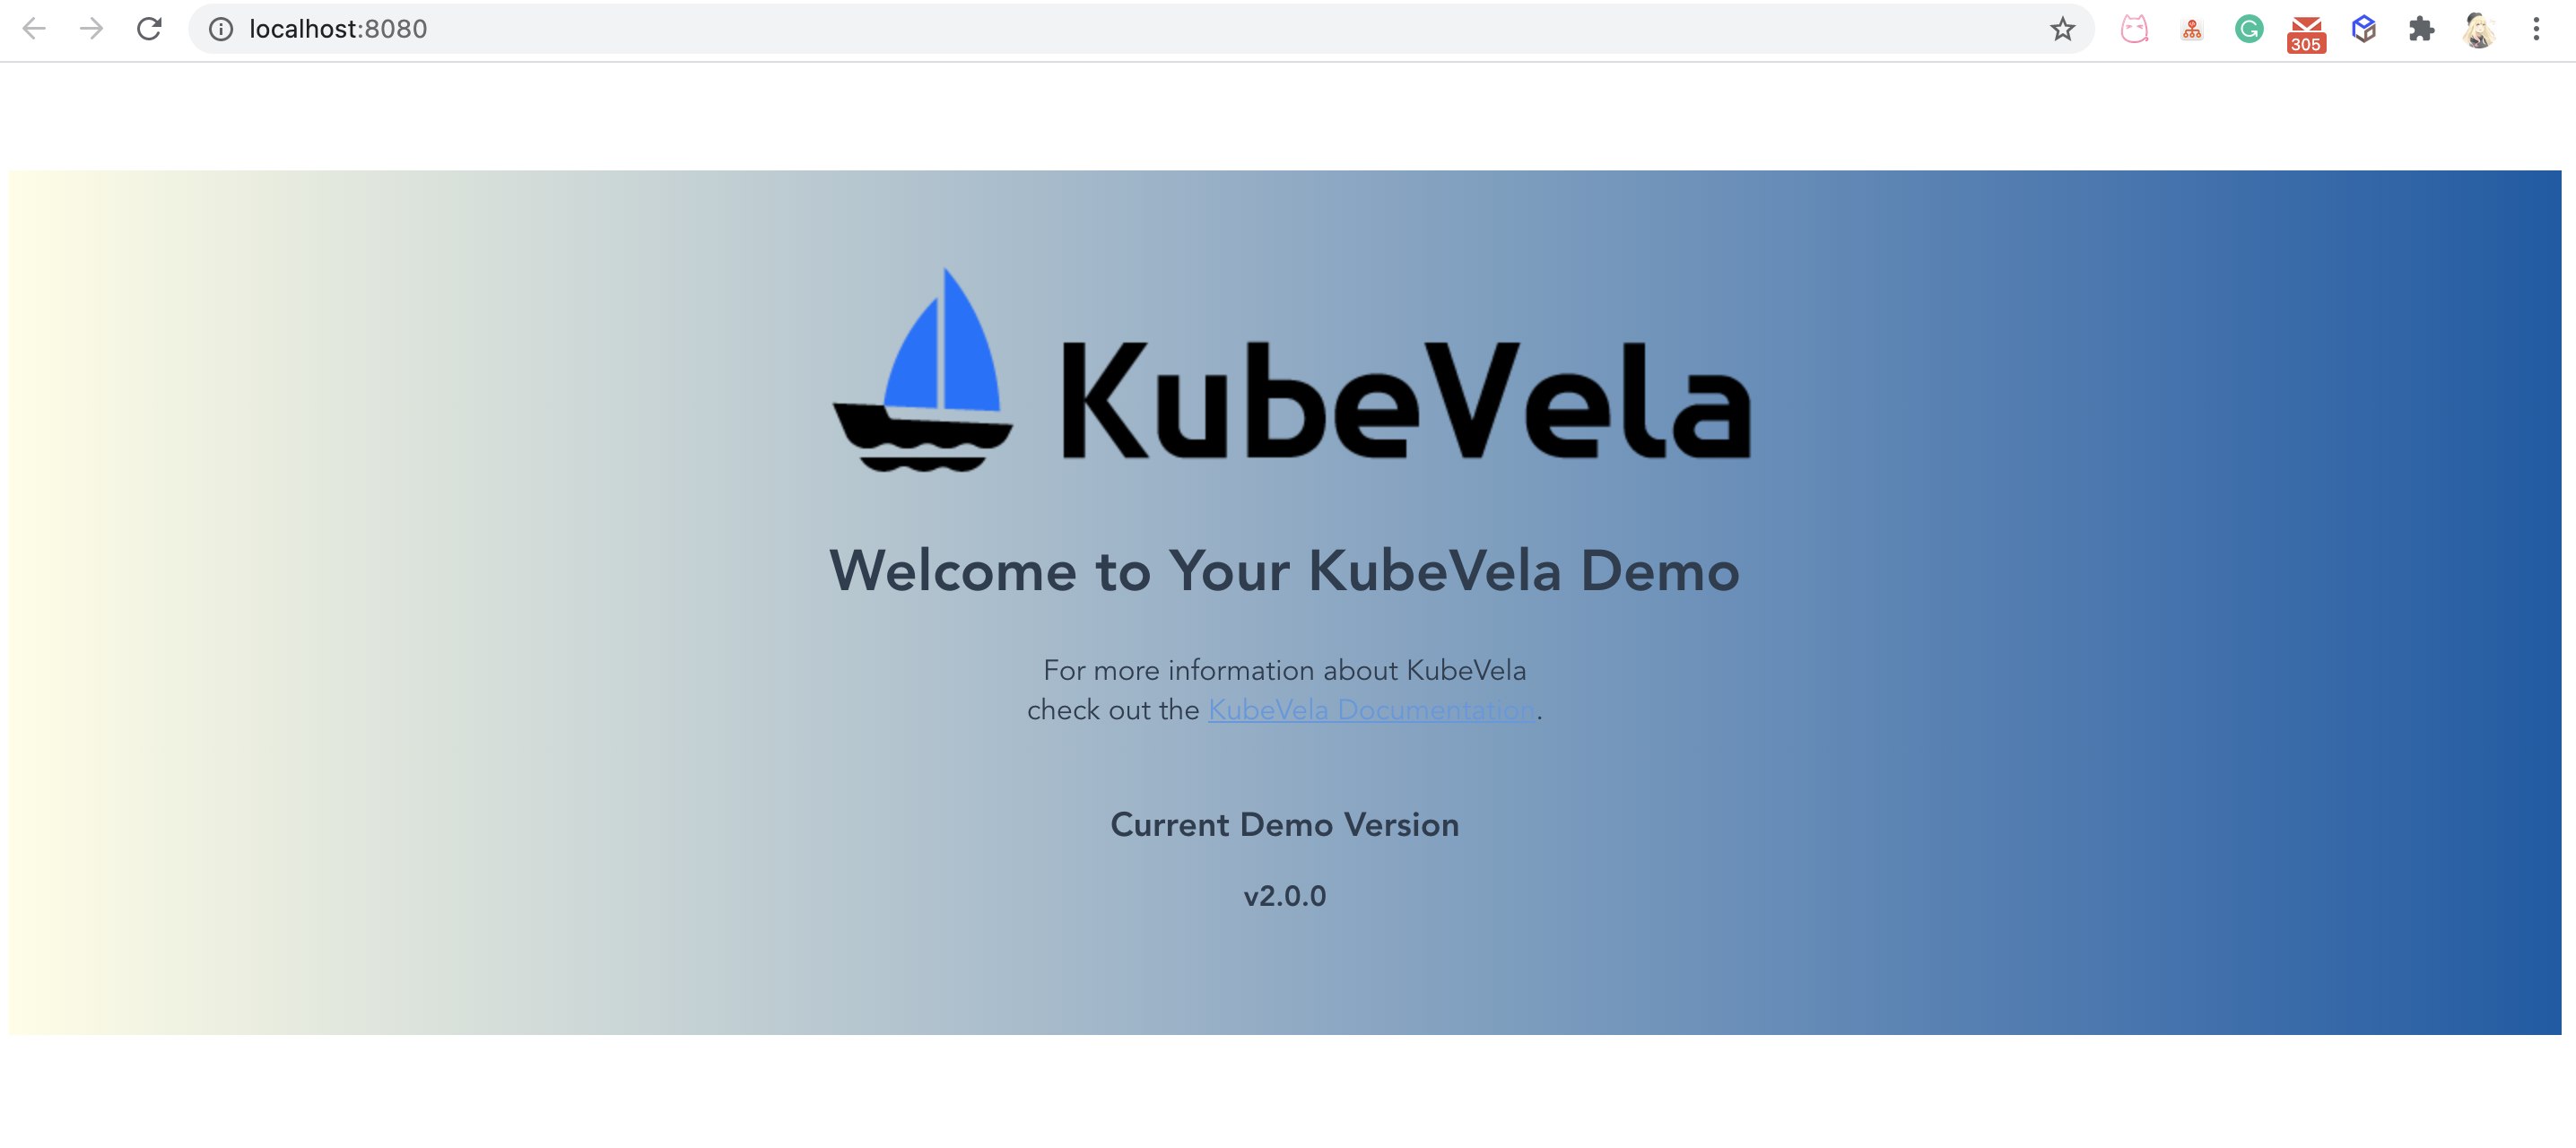 localhost:8080
305
KubeVela
Welcome to Your KubeVela Demo
For more information about KubeVela
check out the KubeVela Documentation.
Current Demo Version
v2.0.0